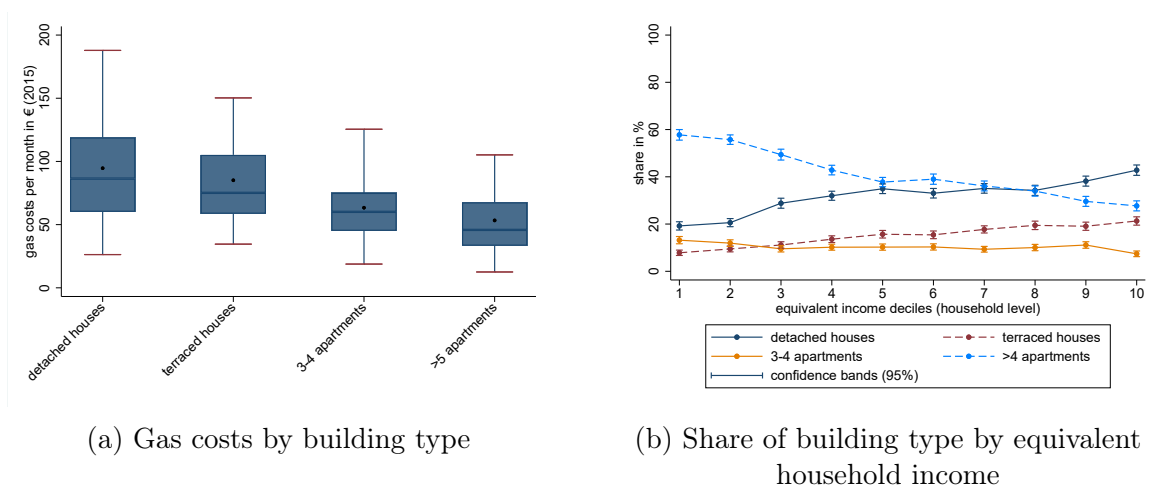 gas costs per month in € (2015)
200
150
100
50
0
detached houses
terraced houses
3-4 apartments
>5 apartments
(a) Gas costs by building type
share in %
100
80
60
40
20
0
1 2 3 4 5 6 7 8 9 10
equivalent income deciles (household level)
detached houses terraced houses
3-4 apartments >4 apartments
confidence bands (95%)
(b) Share of building type by equivalent
household income